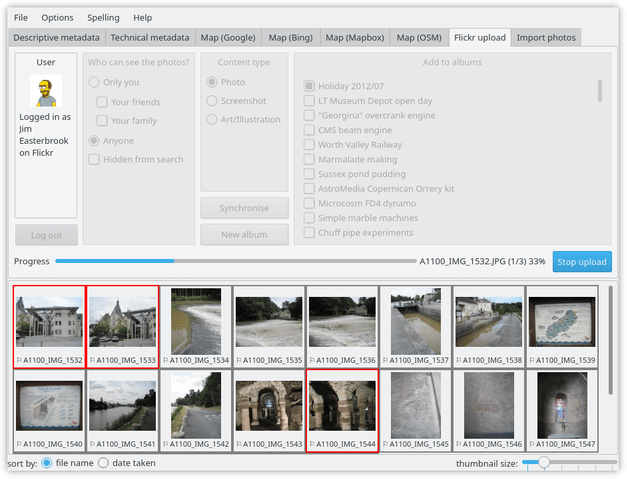 File Options Spelling Help
Descriptive metadata Technical metadata Map (Google) Map (Bing) Map (Mapbox) Map (OSM) Flickr upload Import photos
User
Logged in as
Jim
Easterbrook
on Flickr
Log out
Who can see the photos?
Only you
Your friends
Your family
Anyone
Hidden from search
Content type
Photo
Screenshot
Art/Illustration
Synchronise
New album
Add to albums
Holiday 2012/07
LT Museum Depot open day
"Georgina" overcrank engine
CMS beam engine
Worth Valley Railway
Marmalade making
Sussex pond pudding
AstroMedia Copernican Orrery kit
Microcosm FD4 dynamo
Simple marble machines
Chuff pipe experiments
Progress A1100_IMG_1532.JPG (1/3) 33% Stop upload
A1100_IMG_1532 A1100_IMG_1533 A1100_IMG_1534 A1100_IMG_1535 A1100_IMG_1536 A1100_IMG_1537 A1100_IMG_1538 A1100_IMG_1539
A1100_IMG_1540 A1100_IMG_1541 A1100_IMG_1542 A1100_IMG_1543 A1100_IMG_1544 A1100_IMG_1545 A1100_IMG_1546 A1100_IMG_1547
sort by: file name date taken thumbnail size: